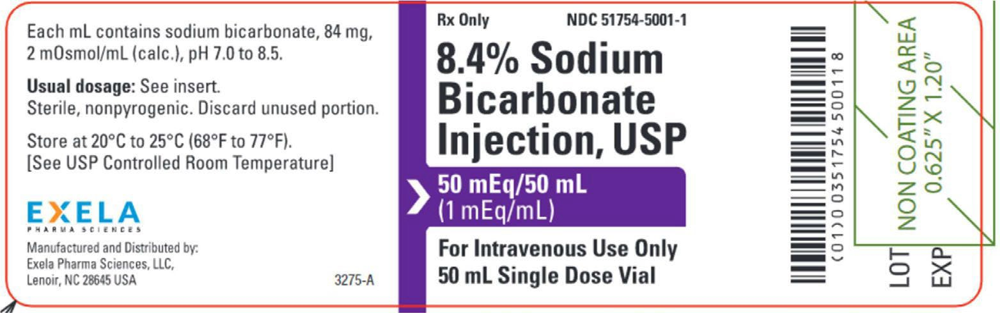 Each mL contains sodium bicarbonate, 84 mg,
2 mOsmol/mL (calc.), pH 7.0 to 8.5.
Usual dosage: See insert.
Sterile, nonpyrogenic. Discard unused portion.
Store at 20°C to 25°C (68°F to 77°F).
[See USP Controlled Room Temperature]
EXELA
PHARMA SCIENCES
Manufactured and Distributed by:
Exela Pharma Sciences, LLC,
Lenoir, NC 28645 USA
3275-A
Rx Only NDC 51754-5001-1
8.4% Sodium
Bicarbonate
Injection, USP
50 mEq/50 mL
(1 mEq/mL)
For Intravenous Use Only
50 mL Single Dose Vial
(01)00351754500118
NON COATING AREA
0.625” X 1.20”
LOT
EXP